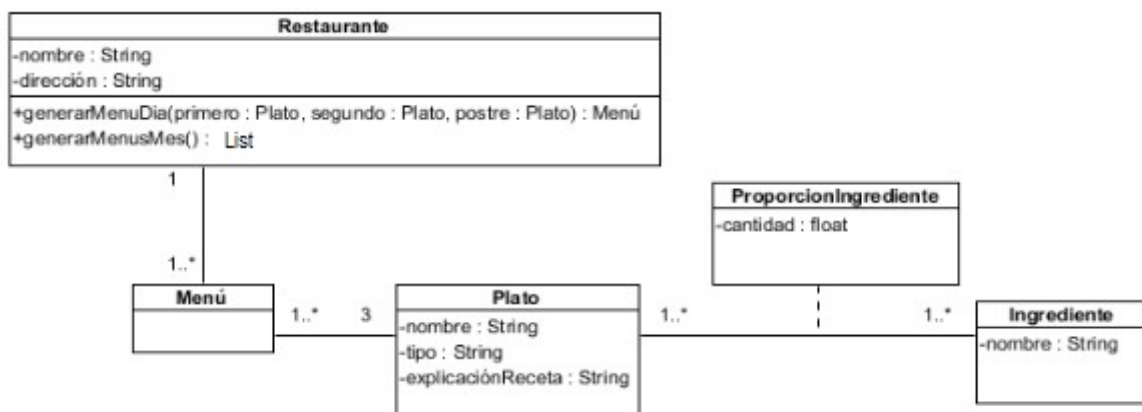 Restaurante
-nombre : String
-dirección : String
+generarMenuDia(primero : Plato, segundo : Plato, postre : Plato) : Menú
+generarMenusMes() : List
1
1..*
Menú
1..*
3
Plato
-nombre : String
-tipo : String
-explicaciónReceta : String
1..*
ProporcionIngrediente
-cantidad : float
1..*
Ingrediente
-nombre : String